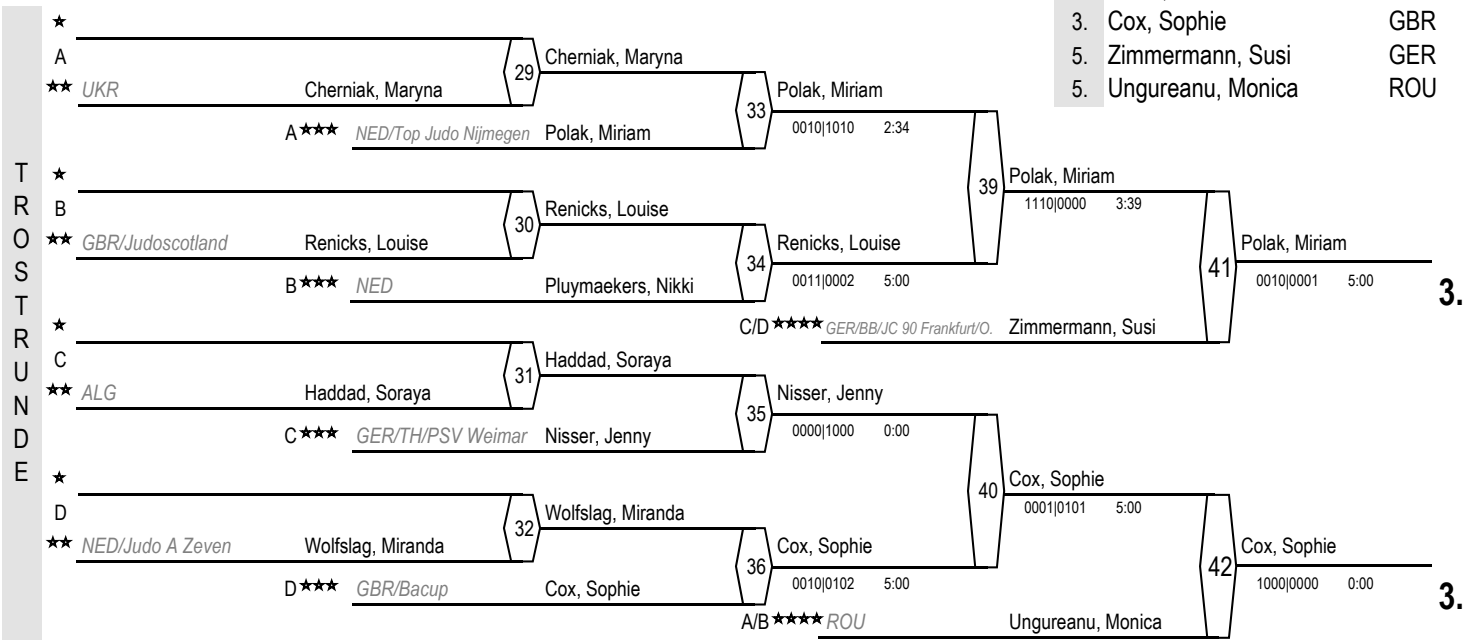 3. Cox, Sophie GBR
5. Zimmermann, Susi GER
5. Ungureanu, Monica ROU
TROSTRUNDE
A
29 Cherniak, Maryna
UKR Cherniak, Maryna
33 Polak, Miriam
0010|1010 2:34
A NED/Top Judo Nijmegen Polak, Miriam
39 Polak, Miriam
1110|0000 3:39
B
30 Renicks, Louise
GBR/Judoscotland Renicks, Louise
34 Renicks, Louise
0011|0002 5:00
B NED Pluymaekers, Nikki
41 Polak, Miriam
0010|0001 5:00
3.
C/D GER/BB/JC 90 Frankfurt/O. Zimmermann, Susi
C
31 Haddad, Soraya
ALG Haddad, Soraya
35 Nisser, Jenny
0000|1000 0:00
C GER/TH/PSV Weimar Nisser, Jenny
40 Cox, Sophie
0001|0101 5:00
D
32 Wolfslag, Miranda
NED/Judo A Zeven Wolfslag, Miranda
36 Cox, Sophie
0010|0102 5:00
D GBR/Bacup Cox, Sophie
42 Cox, Sophie
1000|0000 0:00
3.
A/B ROU Ungureanu, Monica